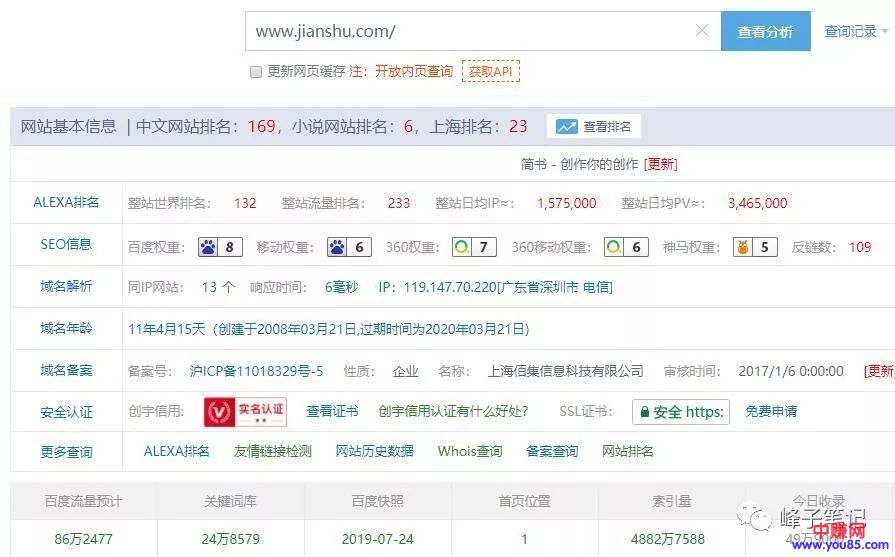 www.jianshu.com/ 查看分析 查询记录
更新网页缓存 注：开放内页查询 获取API
网站基本信息 | 中文网站排名：169，小说网站排名：6，上海排名：23 查看排名
简书 - 创作你的创作 [更新]
ALEXA排名 整站世界排名： 132 整站流量排名： 233 整站日均IP≈： 1,575,000 整站日均PV≈： 3,465,000
SEO信息 百度权重： 8 移动权重： 6 360权重： 7 360移动权重： 6 神马权重： 5 反链数： 109
域名解析 同IP网站： 13 个 响应时间： 6毫秒 IP：119.147.70.220[广东省深圳市 电信]
域名年龄 11年4月15天（创建于2008年03月21日,过期时间为2020年03月21日）
域名备案 备案号： 沪ICP备11018329号-5 性质： 企业 名称： 上海佰集信息科技有限公司 审核时间： 2017/1/6 0:00:00 [更新
安全认证 创宇信用： 实名认证 查看证书 创宇信用认证有什么好处？ SSL证书： 安全 https: 免费申请
更多查询 ALEXA排名 友情链接检测 网站历史数据 Whois查询 备案查询 网站排名
百度流量预计 关键词库 百度快照 首页位置 索引量 今日收录
86万2477 24万8579 2019-07-24 1 4882万7588
峰子笔记
中赚网
www.you85.com